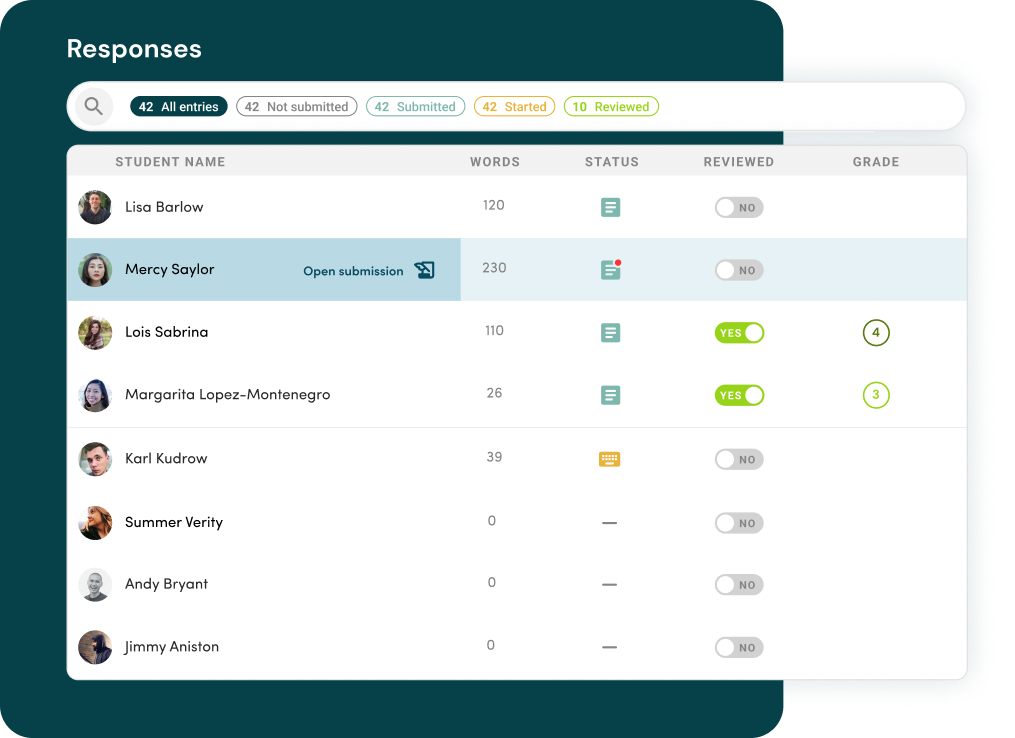 Responses
42 All entries 42 Not submitted 42 Submitted 42 Started 10 Reviewed
STUDENT NAME WORDS STATUS REVIEWED GRADE
Lisa Barlow 120 NO
Mercy Saylor Open submission 230 NO
Lois Sabrina 110 YES 4
Margarita Lopez-Montenegro 26 YES 3
Karl Kudrow 39 NO
Summer Verity 0 — NO
Andy Bryant 0 — NO
Jimmy Aniston 0 — NO